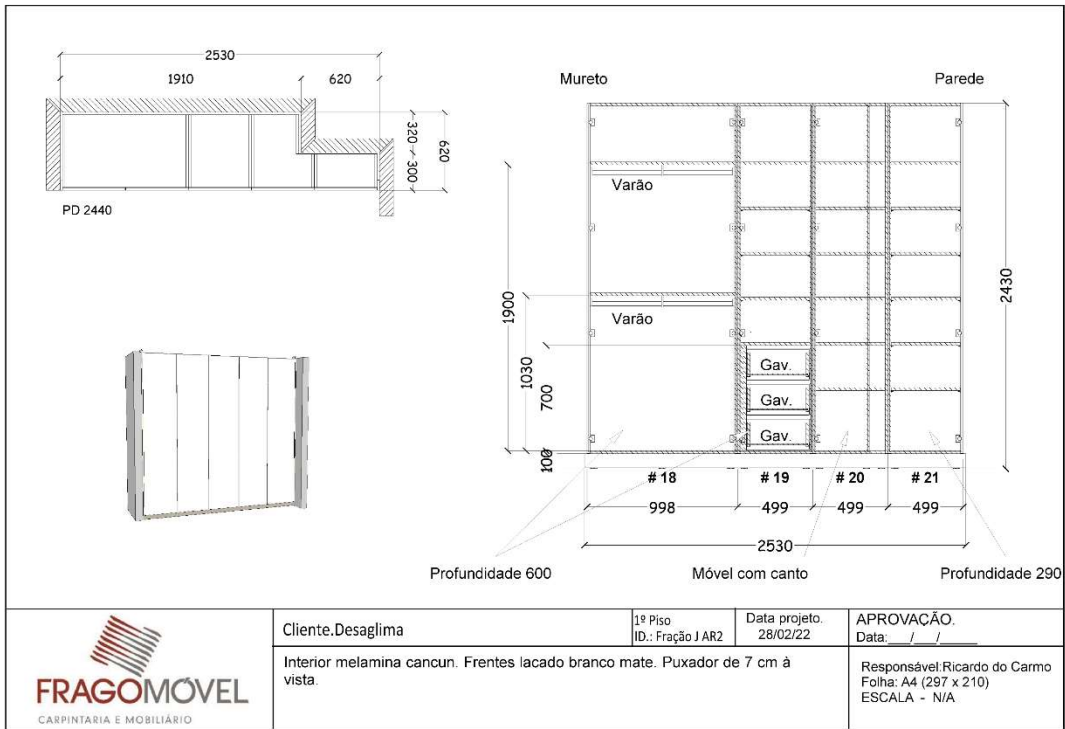 2530
1910
620
320
300
620
PD 2440
Mureto
Parede
Varão
Varão
Gav.
Gav.
Gav.
1900
1030
700
100
2430
# 18
# 19
# 20
# 21
998
499
499
499
2530
Profundidade 600
Móvel com canto
Profundidade 290
FRAGOMÓVEL
CARPINTARIA E MOBILIÁRIO
Cliente.Desaglima
1º Piso
ID.: Fração J AR2
Data projeto.
28/02/22
APROVAÇÃO.
Data:___/___/_____
Interior melamina cancun. Frentes lacado branco mate. Puxador de 7 cm à
vista.
Responsável:Ricardo do Carmo
Folha: A4 (297 x 210)
ESCALA - N/A